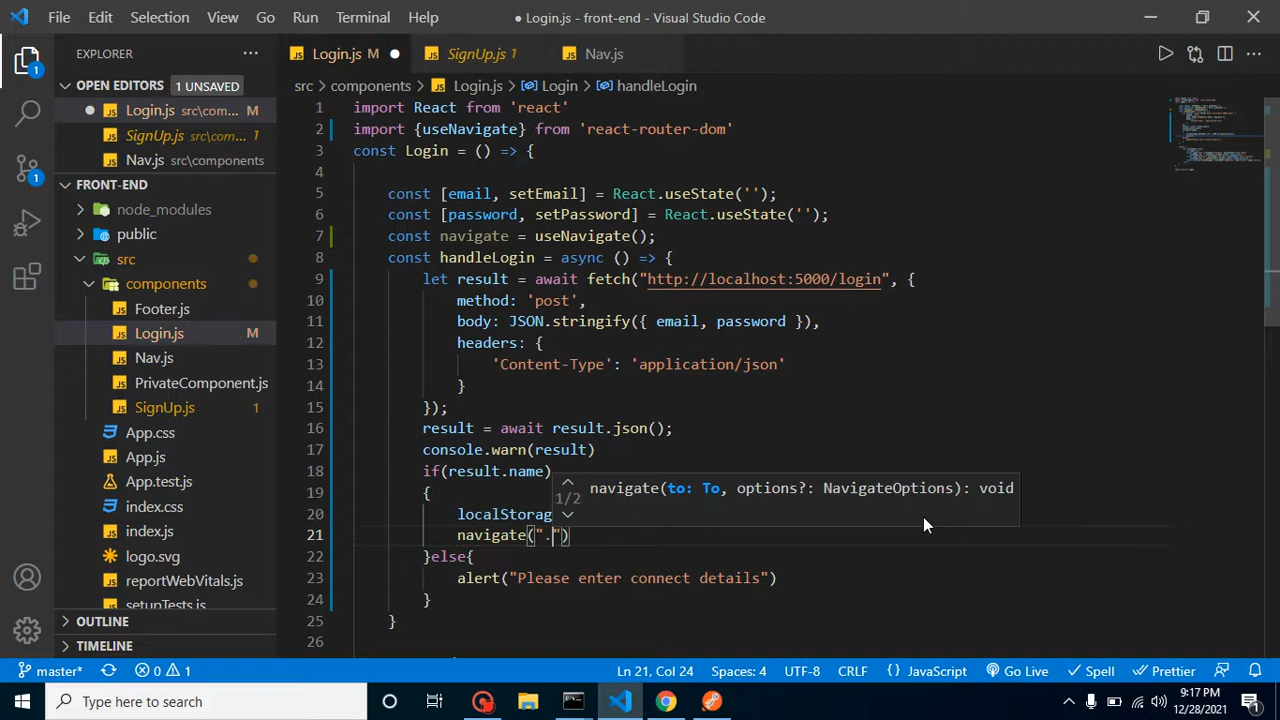 File Edit Selection View Go Run Terminal Help ● Login.js - front-end - Visual Studio Code
EXPLORER
OPEN EDITORS 1 UNSAVED
Login.js src\com... M
SignUp.js src\co... 1
Nav.js src\components
FRONT-END
node_modules
public
src
components
Footer.js
Login.js M
Nav.js
PrivateComponent.js
SignUp.js 1
App.css
App.js
App.test.js
index.css
index.js
logo.svg
reportWebVitals.js
setupTests.js
OUTLINE
TIMELINE
Login.js M ● SignUp.js 1 Nav.js
src > components > Login.js > Login > handleLogin
1 import React from 'react'
2 import {useNavigate} from 'react-router-dom'
3 const Login = () => {
4
5 const [email, setEmail] = React.useState('');
6 const [password, setPassword] = React.useState('');
7 const navigate = useNavigate();
8 const handleLogin = async () => {
9 let result = await fetch("http://localhost:5000/login", {
10 method: 'post',
11 body: JSON.stringify({ email, password }),
12 headers: {
13 'Content-Type': 'application/json'
14 }
15 });
16 result = await result.json();
17 console.warn(result)
18 if(result.name)
19 {
20 localStorag
21 navigate(".")
22 }else{
23 alert("Please enter connect details")
24 }
25 }
26
1/2 navigate(to: To, options?: NavigateOptions): void
master* 0 1 Ln 21, Col 24 Spaces: 4 UTF-8 CRLF { } JavaScript Go Live Spell Prettier
Type here to search
9:17 PM
12/28/2021
1